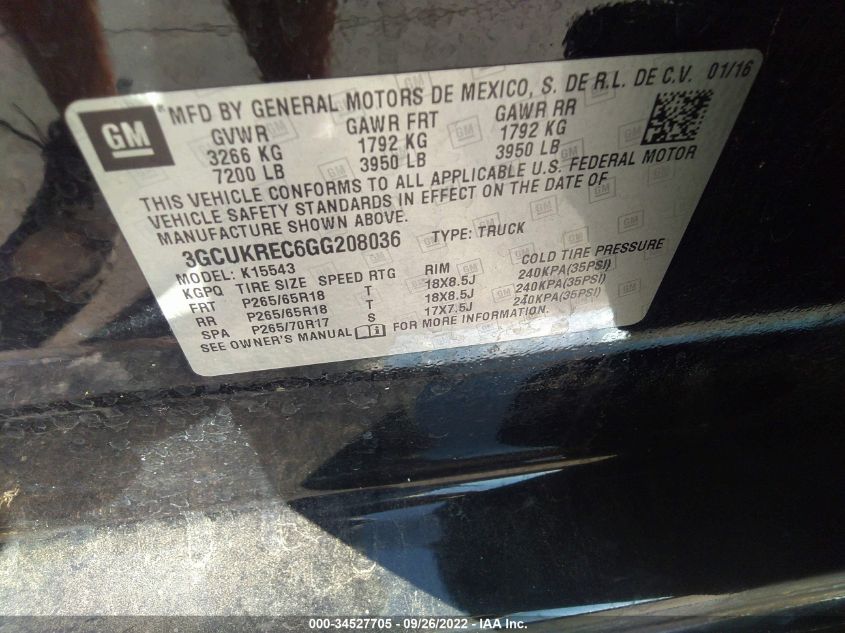 MFD BY GENERAL MOTORS DE MEXICO, S. DE R.L. DE C.V. 01/16
GM
GVWR GAWR FRT GAWR RR
3266 KG 1792 KG 1792 KG
7200 LB 3950 LB 3950 LB
THIS VEHICLE CONFORMS TO ALL APPLICABLE U.S. FEDERAL MOTOR
VEHICLE SAFETY STANDARDS IN EFFECT ON THE DATE OF
MANUFACTURE SHOWN ABOVE.
3GCUKREC6GG208036 TYPE: TRUCK
MODEL: K15543
KGPQ TIRE SIZE SPEED RTG RIM COLD TIRE PRESSURE
FRT P265/65R18 T 18X8.5J 240KPA(35PSI)
RR P265/65R18 T 18X8.5J 240KPA(35PSI)
SPA P265/70R17 S 17X7.5J 240KPA(35PSI)
SEE OWNER'S MANUAL FOR MORE INFORMATION.
000-34527705 - 09/26/2022 - IAA Inc.